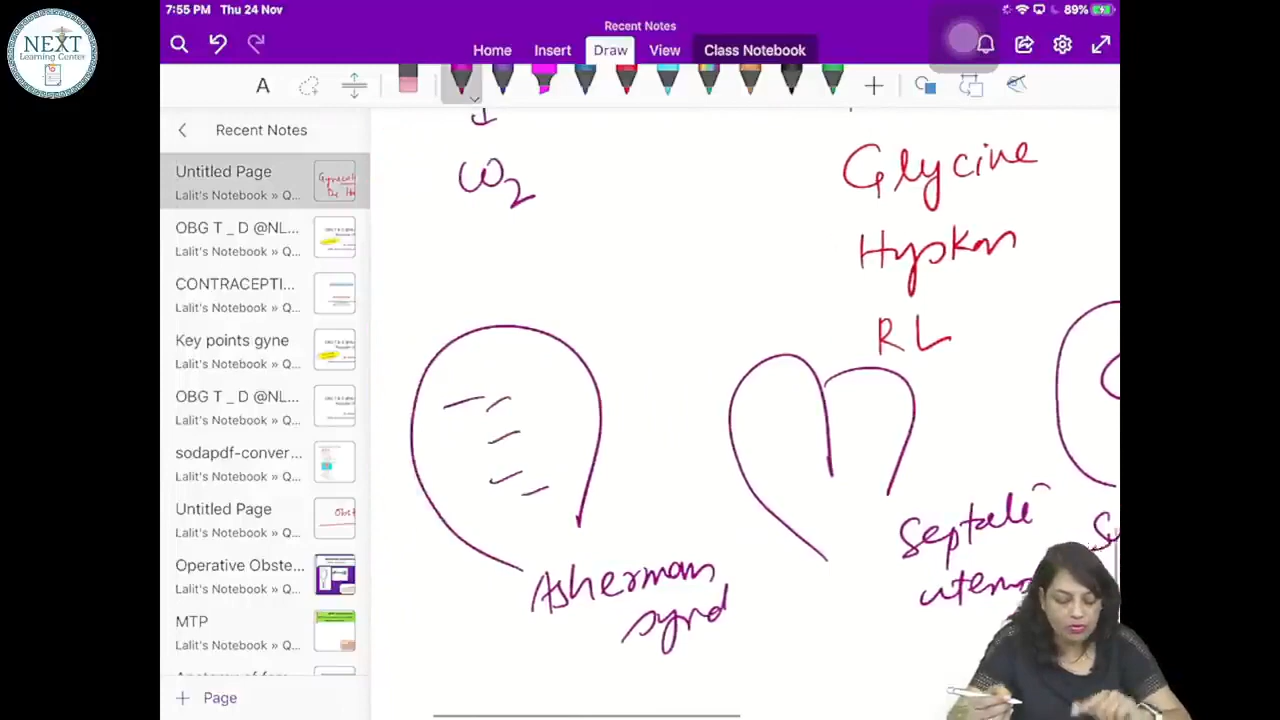 7:55 PM Thu 24 Nov
89%
NEXT
Learning Center
Recent Notes
Home Insert Draw View Class Notebook
A
Recent Notes
Untitled Page
Lalit's Notebook » Q...
OBG T _ D @NL...
Lalit's Notebook » Q...
CONTRACEPTI...
Lalit's Notebook » Q...
Key points gyne
Lalit's Notebook » Q...
OBG T _ D @NL...
Lalit's Notebook » Q...
sodapdf-conver...
Lalit's Notebook » Q...
Untitled Page
Lalit's Notebook » Q...
Operative Obste...
Lalit's Notebook » Q...
MTP
Lalit's Notebook » Q...
+ Page
CO2
Glycine
Hyskon
RL
Asherman
synd
Septate